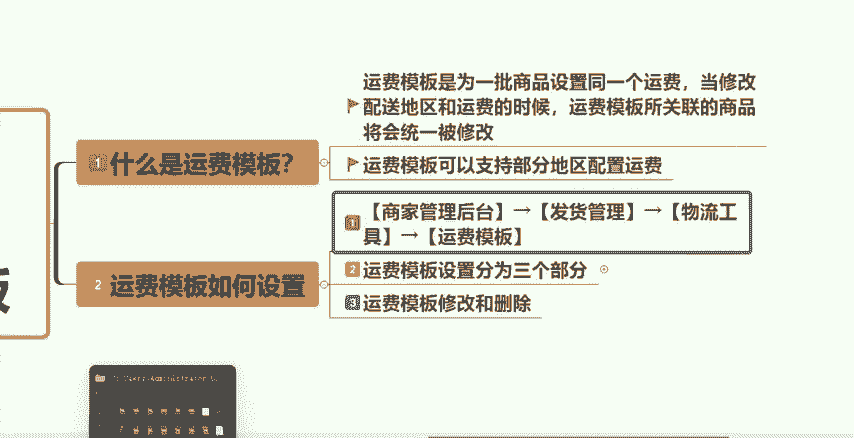 运费模板是为一批商品设置同一个运费，当修改
配送地区和运费的时候，运费模板所关联的商品
将会统一被修改
1 什么是运费模板？
运费模板可以支持部分地区配置运费
1 【商家管理后台】→【发货管理】→【物流工
具】→【运费模板】
2 运费模板如何设置
2 运费模板设置分为三个部分
3 运费模板修改和删除
板